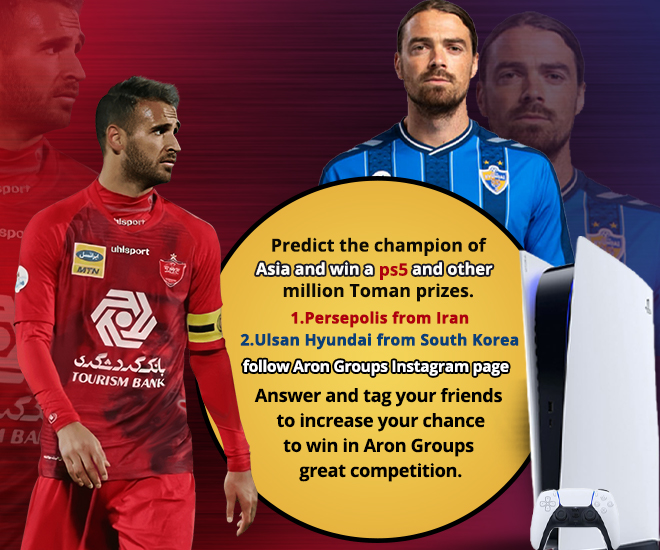 Predict the champion of
Asia and win a ps5 and other
million Toman prizes.
1.Persepolis from Iran
2.Ulsan Hyundai from South Korea
follow Aron Groups Instagram page
Answer and tag your friends
to increase your chance
to win in Aron Groups
great competition.
uhlsport
ایرانسل
MTN
بانک گردشگری
TOURISM BANK
sport
BA